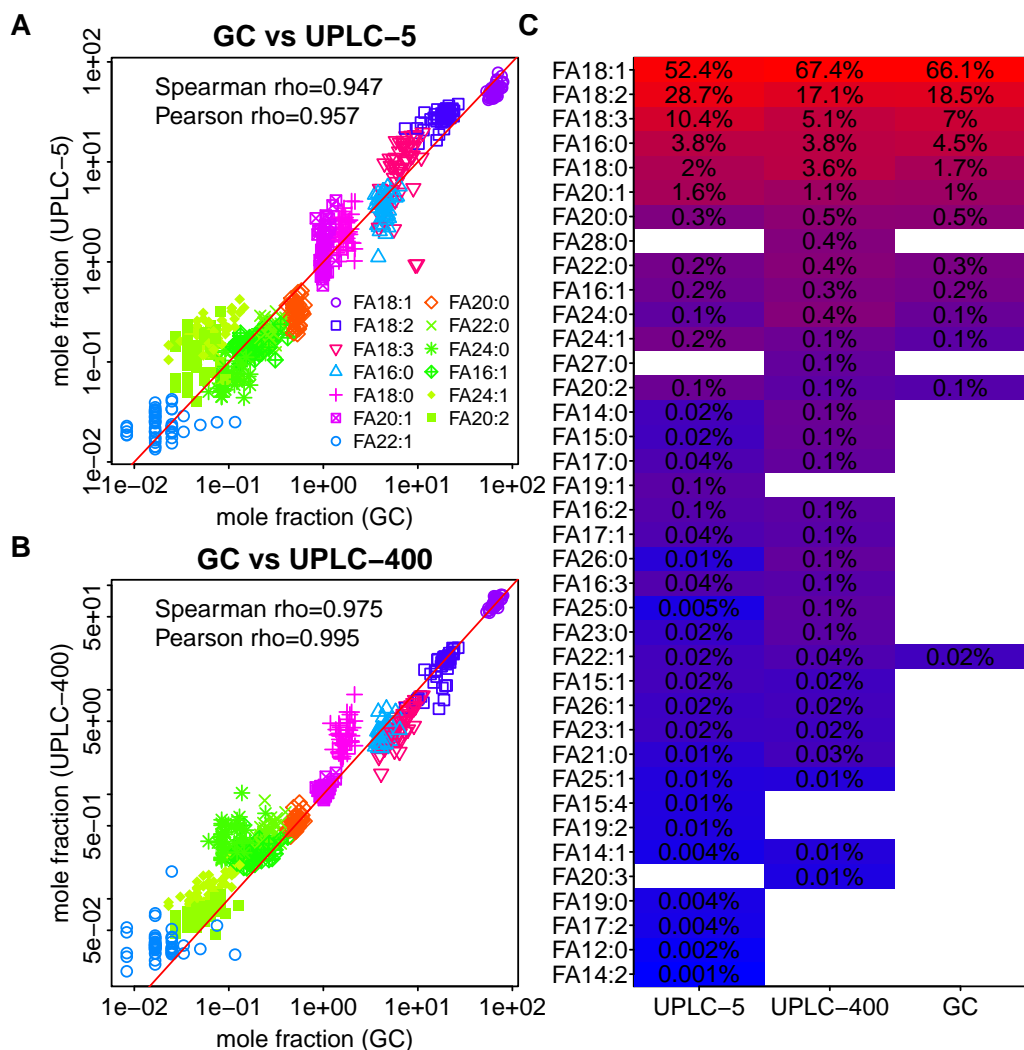 A
GC vs UPLC−5
Spearman rho=0.947
Pearson rho=0.957
mole fraction (UPLC−5)
1e+02
1e+01
1e+00
1e−01
1e−02
FA18:1
FA18:2
FA18:3
FA16:0
FA18:0
FA20:1
FA22:1
FA20:0
FA22:0
FA24:0
FA16:1
FA24:1
FA20:2
1e−02 1e−01 1e+00 1e+01 1e+02
mole fraction (GC)
B
GC vs UPLC−400
Spearman rho=0.975
Pearson rho=0.995
mole fraction (UPLC−400)
5e+01
5e+00
5e−01
5e−02
1e−02 1e−01 1e+00 1e+01 1e+02
mole fraction (GC)
C
FA18:1 52.4% 67.4% 66.1%
FA18:2 28.7% 17.1% 18.5%
FA18:3 10.4% 5.1% 7%
FA16:0 3.8% 3.8% 4.5%
FA18:0 2% 3.6% 1.7%
FA20:1 1.6% 1.1% 1%
FA20:0 0.3% 0.5% 0.5%
FA28:0 0.4%
FA22:0 0.2% 0.4% 0.3%
FA16:1 0.2% 0.3% 0.2%
FA24:0 0.1% 0.4% 0.1%
FA24:1 0.2% 0.1% 0.1%
FA27:0 0.1%
FA20:2 0.1% 0.1% 0.1%
FA14:0 0.02% 0.1%
FA15:0 0.02% 0.1%
FA17:0 0.04% 0.1%
FA19:1 0.1%
FA16:2 0.1% 0.1%
FA17:1 0.04% 0.1%
FA26:0 0.01% 0.1%
FA16:3 0.04% 0.1%
FA25:0 0.005% 0.1%
FA23:0 0.02% 0.1%
FA22:1 0.02% 0.04% 0.02%
FA15:1 0.02% 0.02%
FA26:1 0.02% 0.02%
FA23:1 0.02% 0.02%
FA21:0 0.01% 0.03%
FA25:1 0.01% 0.01%
FA15:4 0.01%
FA19:2 0.01%
FA14:1 0.004% 0.01%
FA20:3 0.01%
FA19:0 0.004%
FA17:2 0.004%
FA12:0 0.002%
FA14:2 0.001%
UPLC−5 UPLC−400 GC